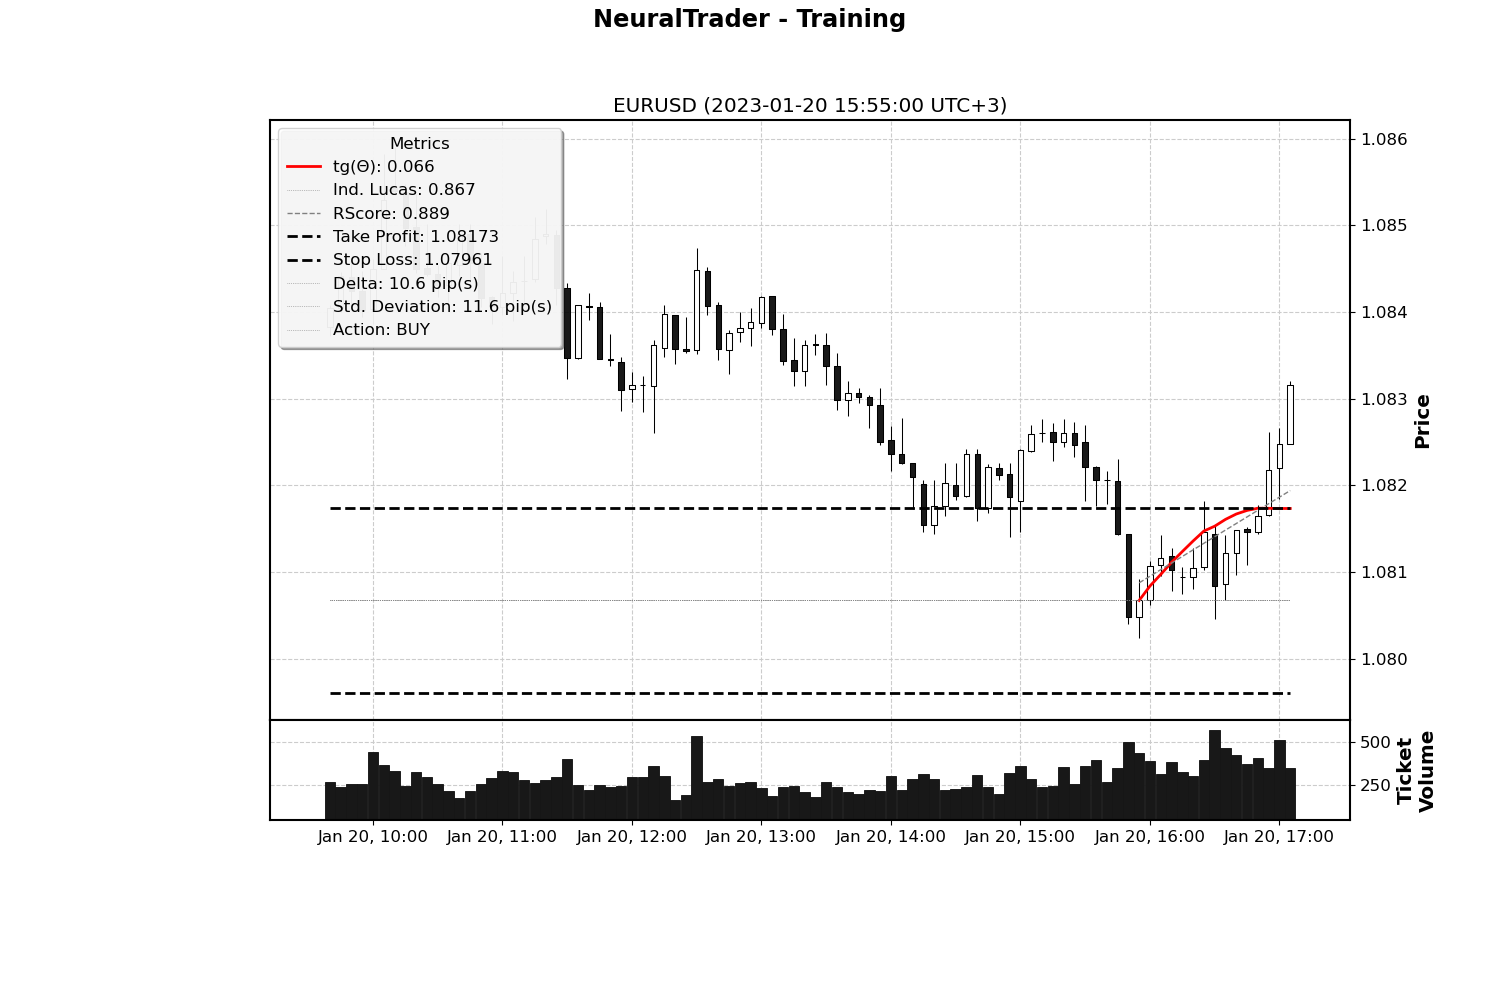 NeuralTrader - Training
EURUSD (2023-01-20 15:55:00 UTC+3)
Metrics
tg(Θ): 0.066
Ind. Lucas: 0.867
RScore: 0.889
Take Profit: 1.08173
Stop Loss: 1.07961
Delta: 10.6 pip(s)
Std. Deviation: 11.6 pip(s)
Action: BUY
1.086
1.085
1.084
1.083
1.082
1.081
1.080
Price
500
250
Ticket
Volume
Jan 20, 10:00
Jan 20, 11:00
Jan 20, 12:00
Jan 20, 13:00
Jan 20, 14:00
Jan 20, 15:00
Jan 20, 16:00
Jan 20, 17:00